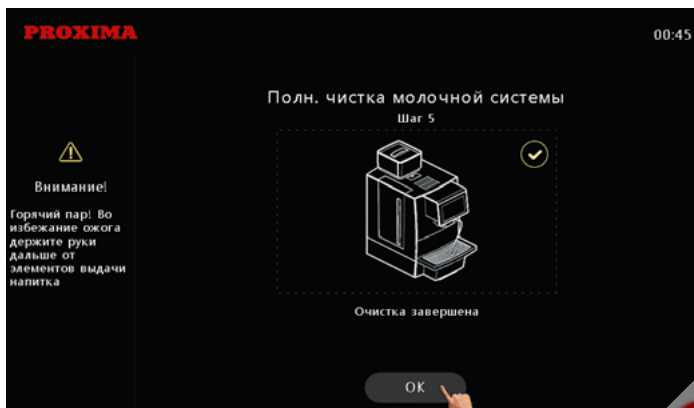 PROXIMA
00:45
Полн. чистка молочной системы
Шаг 5
Внимание!
Горячий пар! Во
избежание ожога
держите руки
дальше от
элементов выдачи
напитка
Очистка завершена
OK